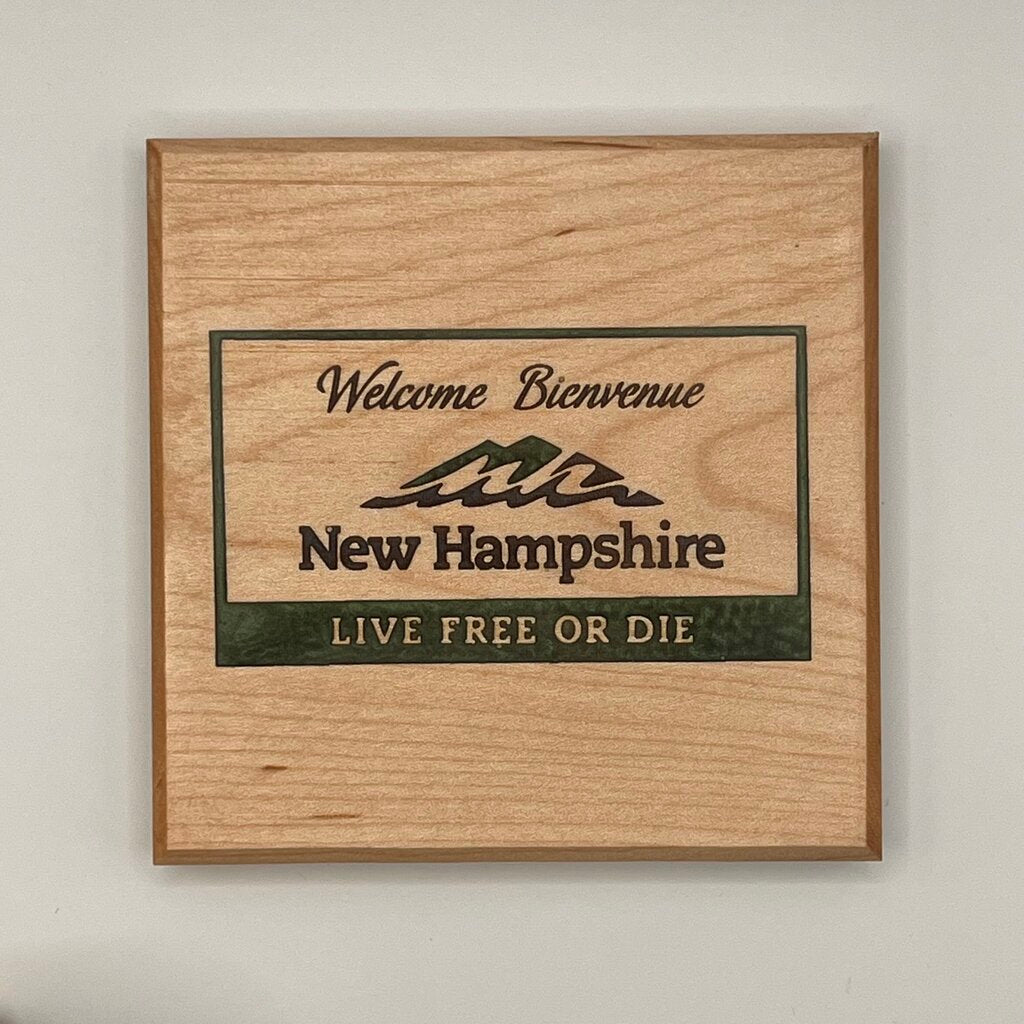 Welcome Bienvenue
New Hampshire
LIVE FREE OR DIE